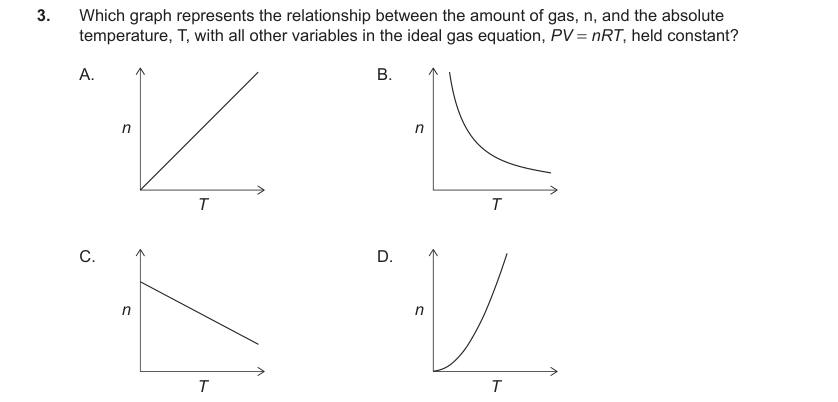 3. Which graph represents the relationship between the amount of gas, n, and the absolute
temperature, T, with all other variables in the ideal gas equation, PV = nRT, held constant?
A. B.
n n
T T
C. D.
n n
T T